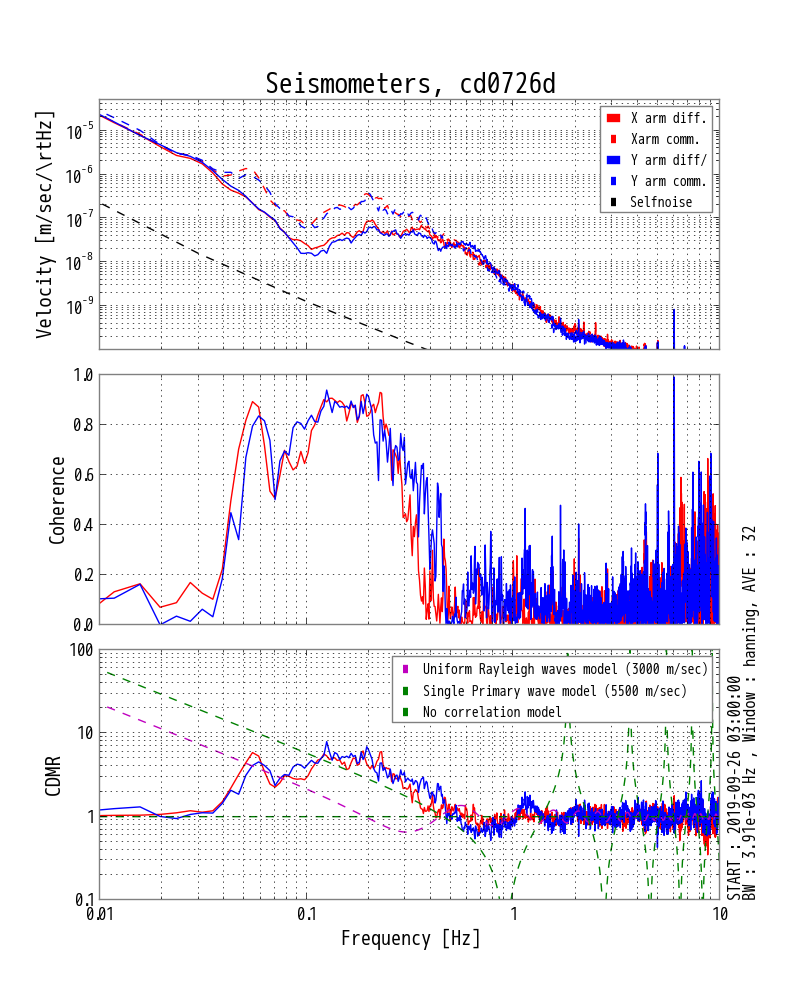 Seismometers, cd0726d
Velocity [m/sec/\rtHz]
10^-5
10^-6
10^-7
10^-8
10^-9
X arm diff.
Xarm comm.
Y arm diff/
Y arm comm.
Selfnoise
Coherence
1.0
0.8
0.6
0.4
0.2
0.0
CDMR
100
10
1
0.1
Uniform Rayleigh waves model (3000 m/sec)
Single Primary wave model (5500 m/sec)
No correlation model
0.01
0.1
1
10
Frequency [Hz]
START : 2019-09-26 03:00:00
BW : 3.91e-03 Hz , Window : hanning, AVE : 32